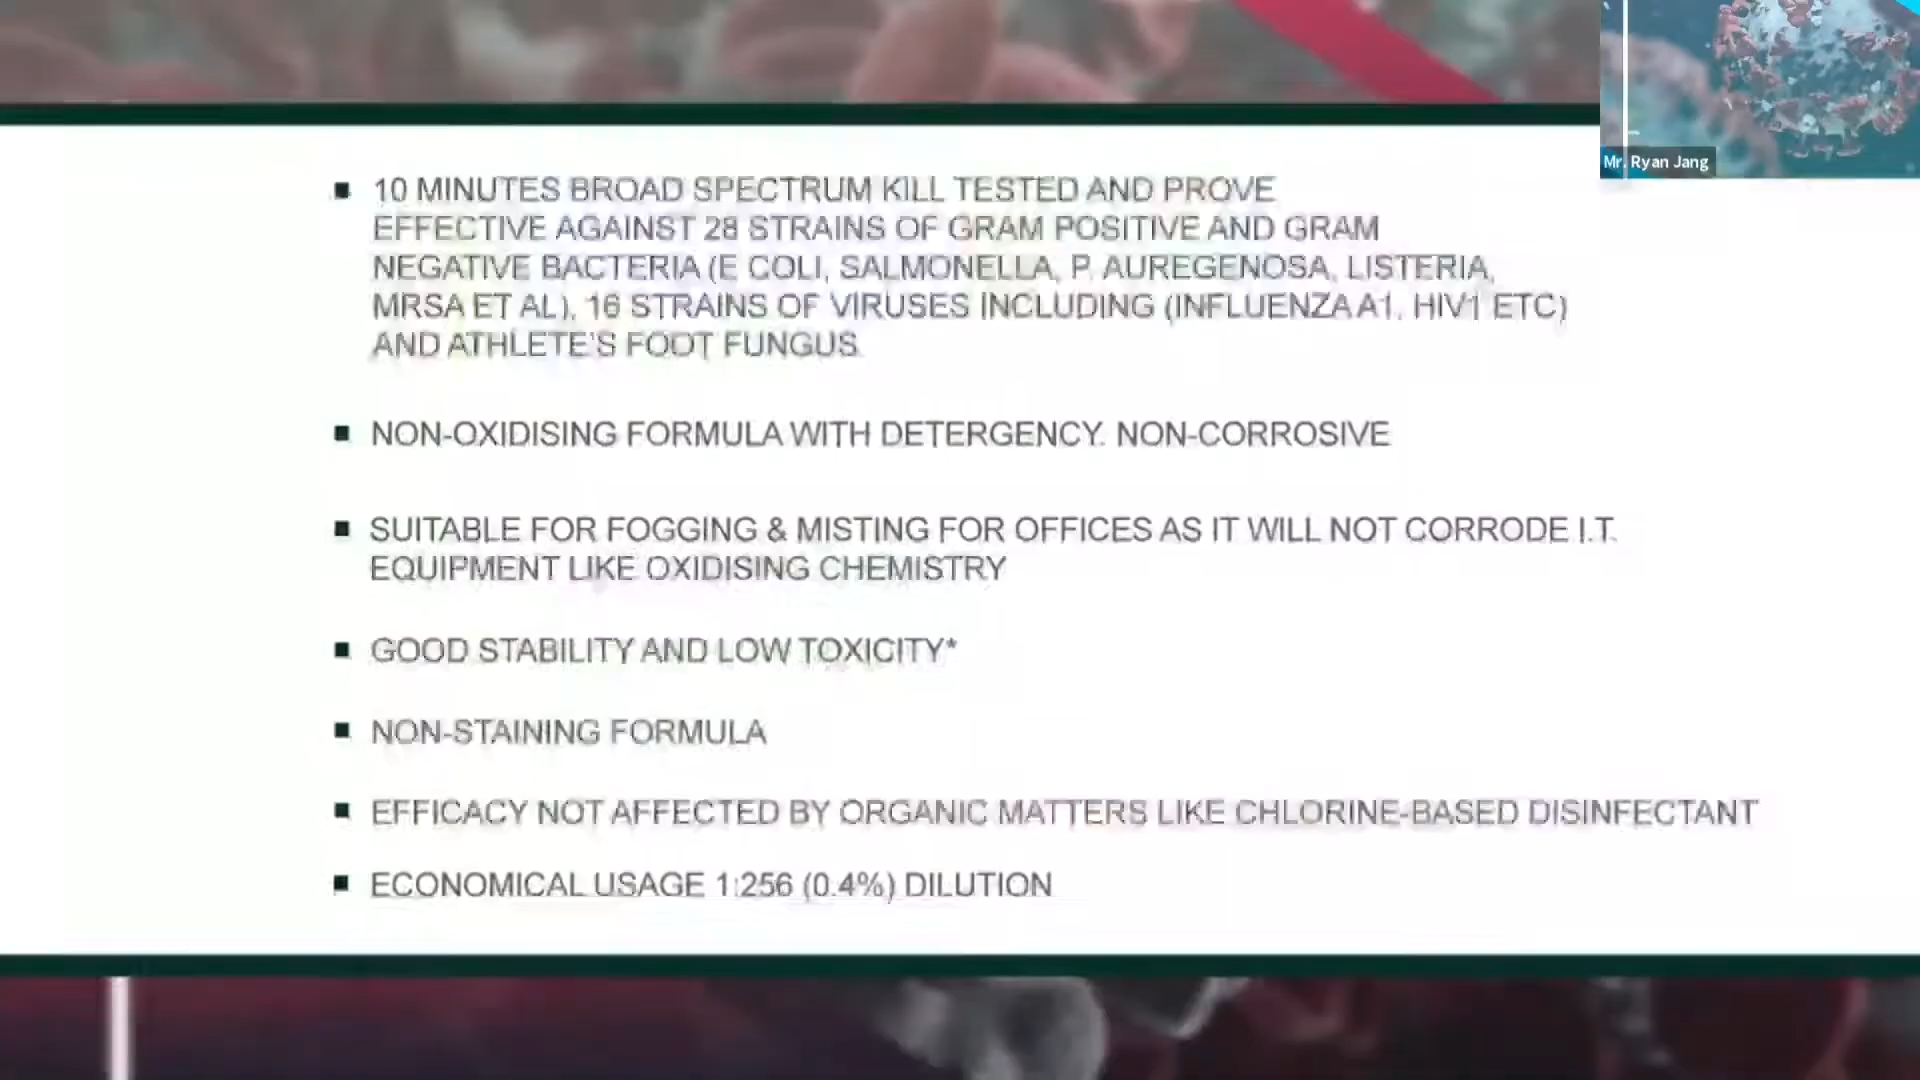 Mr. Ryan Jang
10 MINUTES BROAD SPECTRUM KILL TESTED AND PROVE
EFFECTIVE AGAINST 28 STRAINS OF GRAM POSITIVE AND GRAM
NEGATIVE BACTERIA (E COLI, SALMONELLA, P. AUREGENOSA, LISTERIA,
MRSA ET AL), 16 STRAINS OF VIRUSES INCLUDING (INFLUENZA A1, HIV1 ETC)
AND ATHLETE'S FOOT FUNGUS.
NON-OXIDISING FORMULA WITH DETERGENCY. NON-CORROSIVE
SUITABLE FOR FOGGING & MISTING FOR OFFICES AS IT WILL NOT CORRODE I.T.
EQUIPMENT LIKE OXIDISING CHEMISTRY
GOOD STABILITY AND LOW TOXICITY*
NON-STAINING FORMULA
EFFICACY NOT AFFECTED BY ORGANIC MATTERS LIKE CHLORINE-BASED DISINFECTANT
ECONOMICAL USAGE 1:256 (0.4%) DILUTION